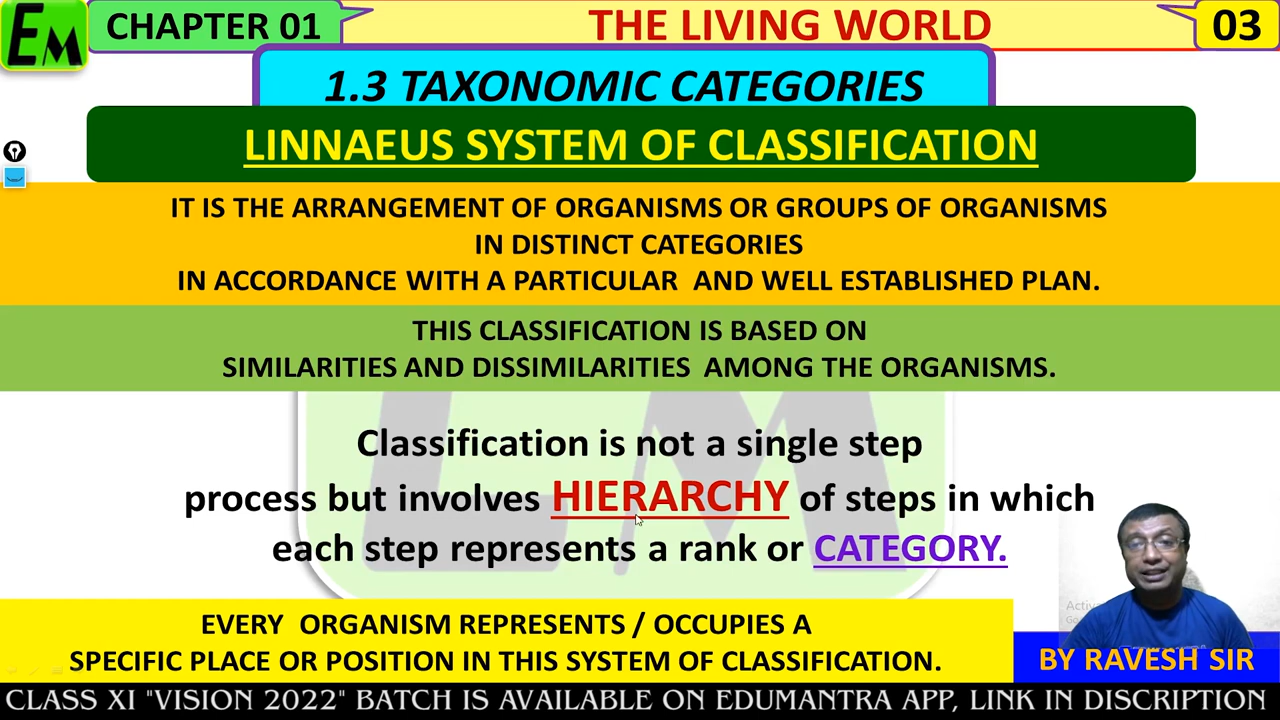 EM
CHAPTER 01
THE LIVING WORLD
03
1.3 TAXONOMIC CATEGORIES
LINNAEUS SYSTEM OF CLASSIFICATION
IT IS THE ARRANGEMENT OF ORGANISMS OR GROUPS OF ORGANISMS
IN DISTINCT CATEGORIES
IN ACCORDANCE WITH A PARTICULAR AND WELL ESTABLISHED PLAN.
THIS CLASSIFICATION IS BASED ON
SIMILARITIES AND DISSIMILARITIES AMONG THE ORGANISMS.
Classification is not a single step
process but involves HIERARCHY of steps in which
each step represents a rank or CATEGORY.
EVERY ORGANISM REPRESENTS / OCCUPIES A
SPECIFIC PLACE OR POSITION IN THIS SYSTEM OF CLASSIFICATION.
BY RAVESH SIR
CLASS XI "VISION 2022" BATCH IS AVAILABLE ON EDUMANTRA APP, LINK IN DISCRIPTION